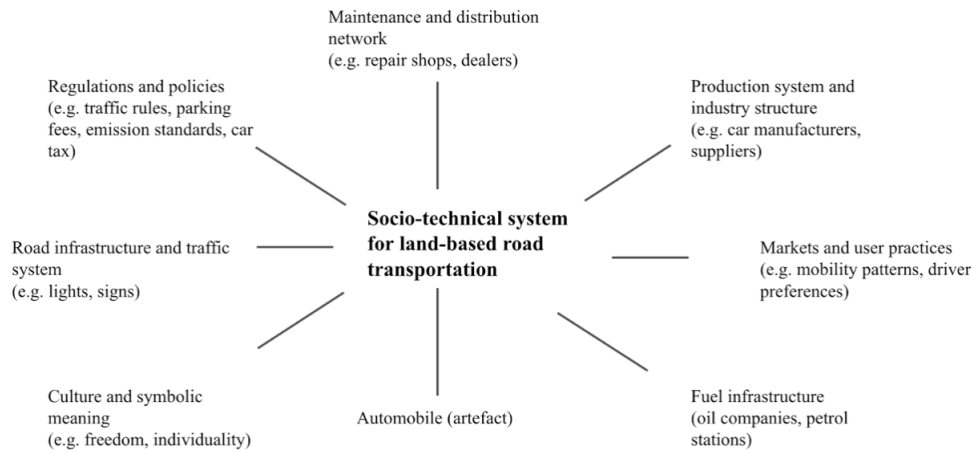 Maintenance and distribution
network
(e.g. repair shops, dealers)
Regulations and policies
(e.g. traffic rules, parking
fees, emission standards, car
tax)
Production system and
industry structure
(e.g. car manufacturers,
suppliers)
Socio-technical system
for land-based road
transportation
Road infrastructure and traffic
system
(e.g. lights, signs)
Markets and user practices
(e.g. mobility patterns, driver
preferences)
Culture and symbolic
meaning
(e.g. freedom, individuality)
Automobile (artefact)
Fuel infrastructure
(oil companies, petrol
stations)